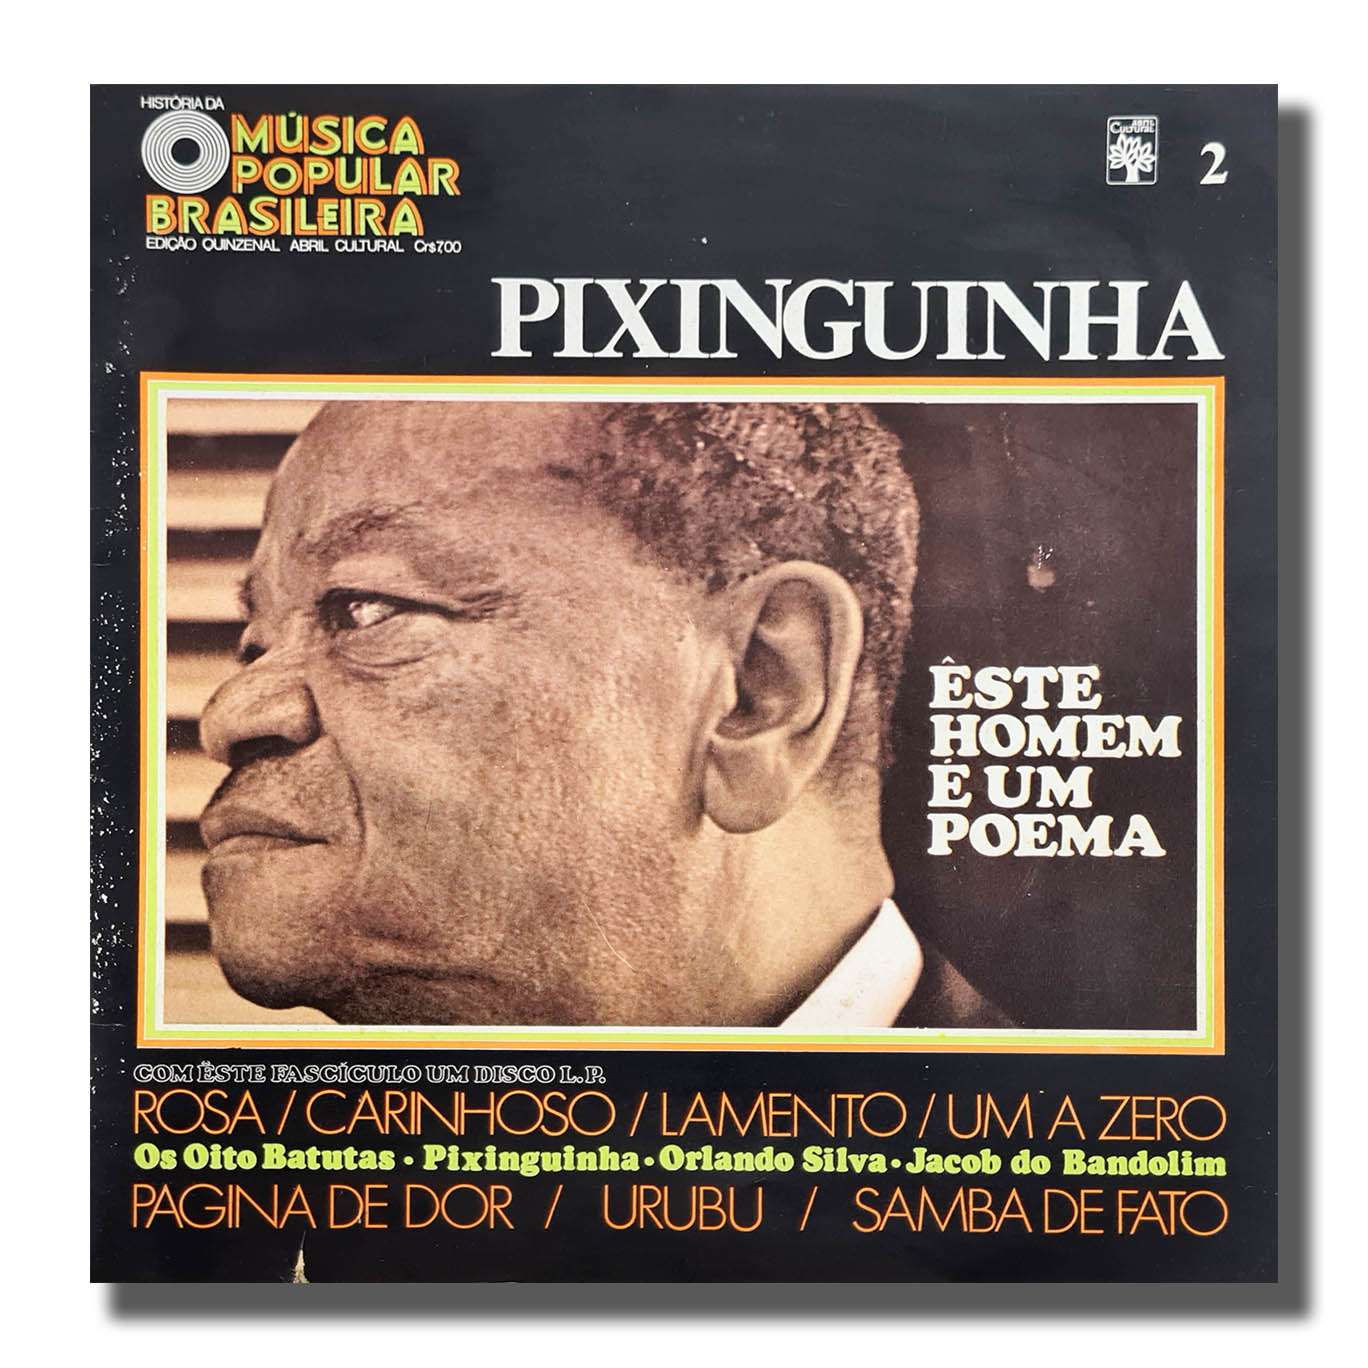 HISTÓRIA DA
MÚSICA
POPULAR
BRASILEIRA
EDIÇÃO QUINZENAL ABRIL CULTURAL Cr$7,00
ABRIL
Cultural
2
PIXINGUINHA
ÊSTE
HOMEM
É UM
POEMA
COM ÊSTE FASCÍCULO UM DISCO L.P.
ROSA / CARINHOSO / LAMENTO / UM A ZERO
Os Oito Batutas • Pixinguinha • Orlando Silva • Jacob do Bandolim
PAGINA DE DOR / URUBU / SAMBA DE FATO